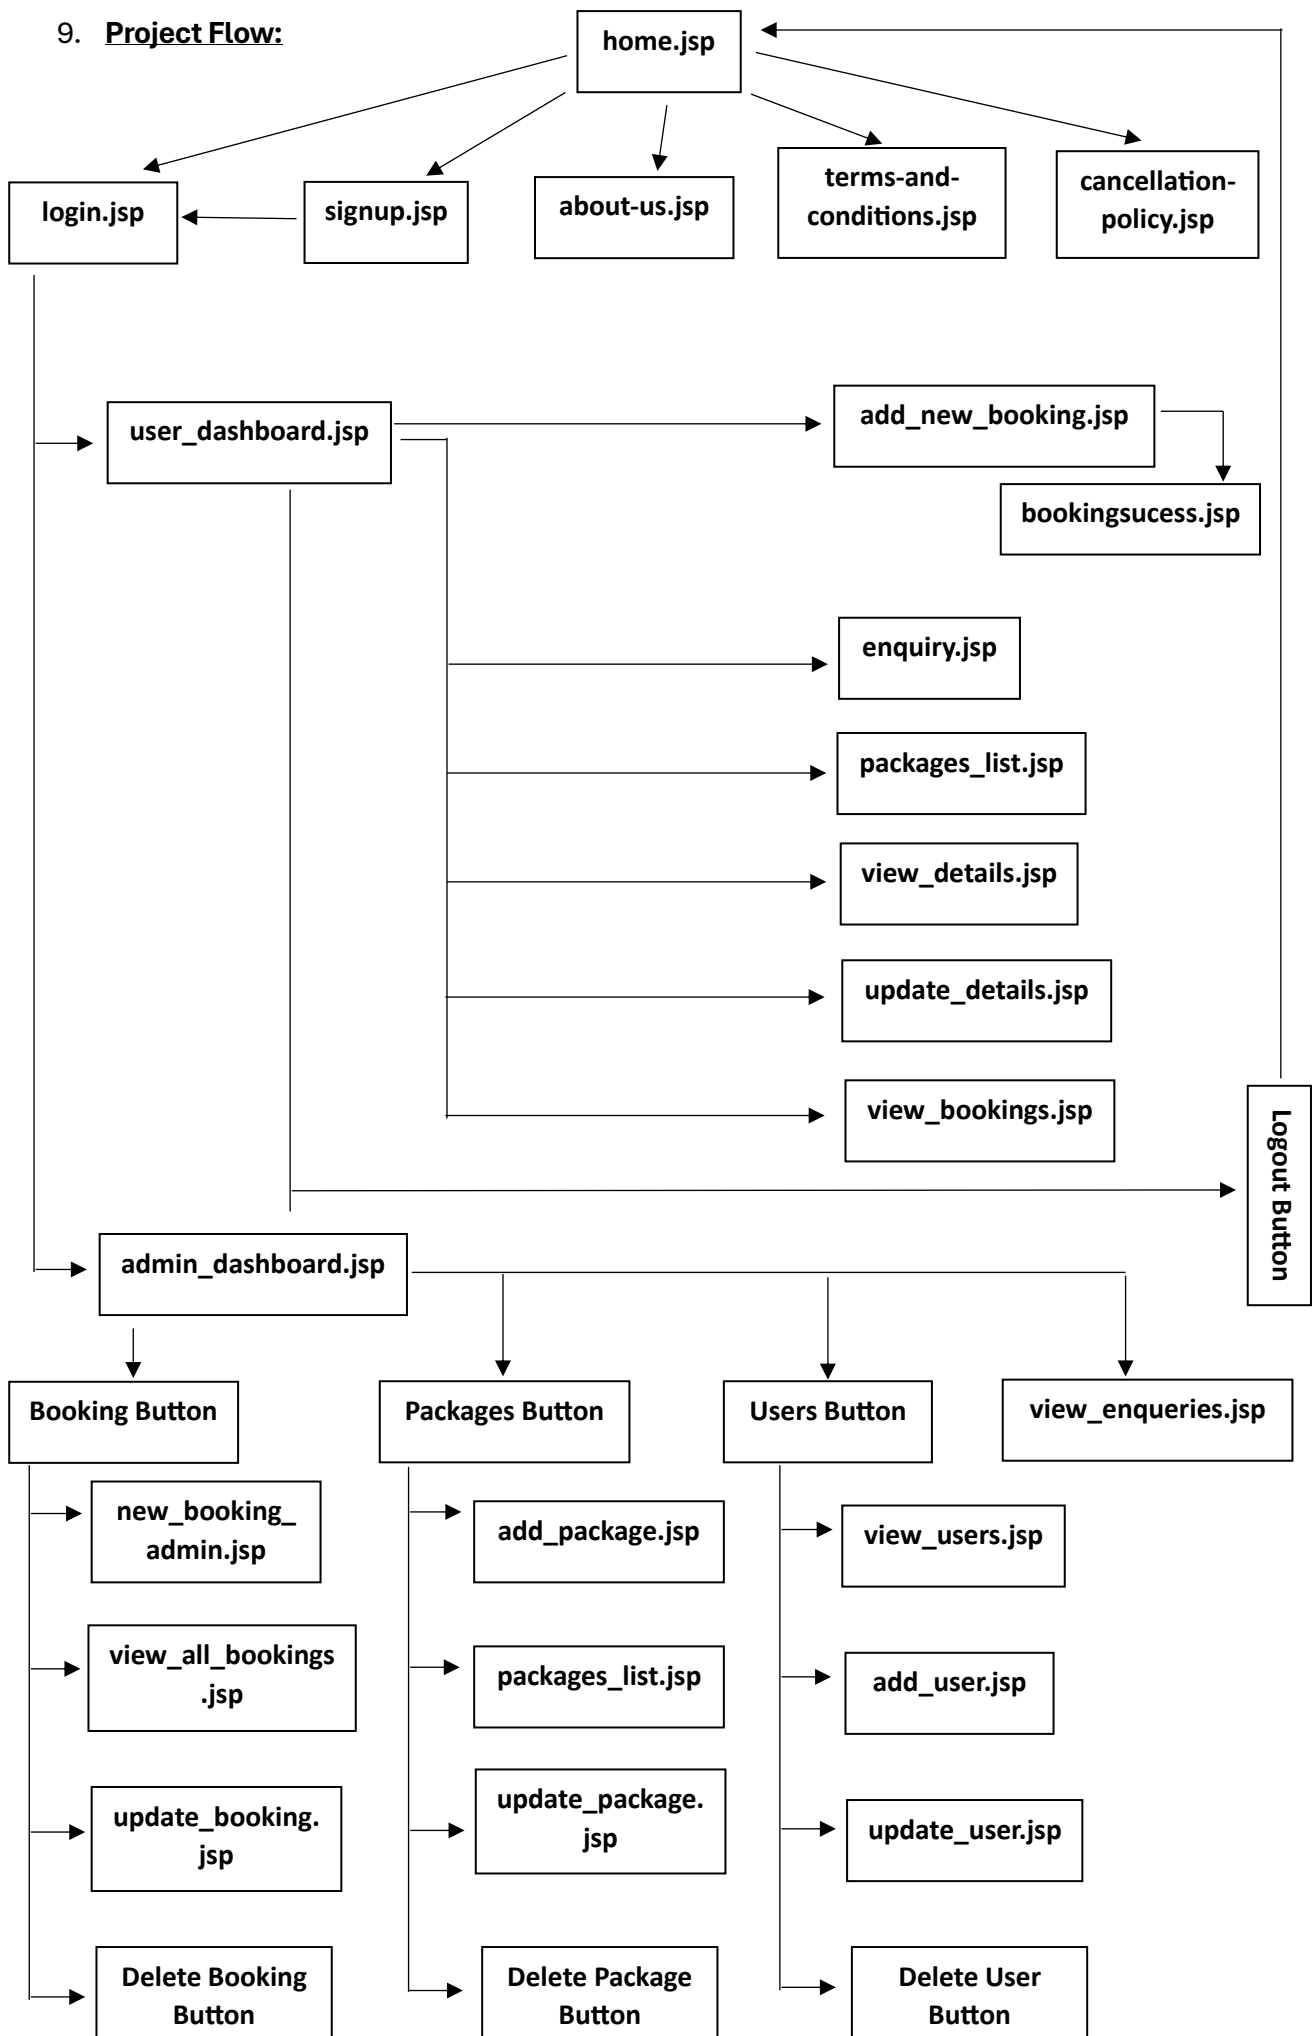 9. Project Flow:
home.jsp
login.jsp
signup.jsp
about-us.jsp
terms-and-
conditions.jsp
cancellation-
policy.jsp
user_dashboard.jsp
add_new_booking.jsp
bookingsucess.jsp
enquiry.jsp
packages_list.jsp
view_details.jsp
update_details.jsp
view_bookings.jsp
Logout Button
admin_dashboard.jsp
Booking Button
Packages Button
Users Button
view_enqueries.jsp
new_booking_
admin.jsp
add_package.jsp
view_users.jsp
view_all_bookings
.jsp
packages_list.jsp
add_user.jsp
update_booking.
jsp
update_package.
jsp
update_user.jsp
Delete Booking
Button
Delete Package
Button
Delete User
Button